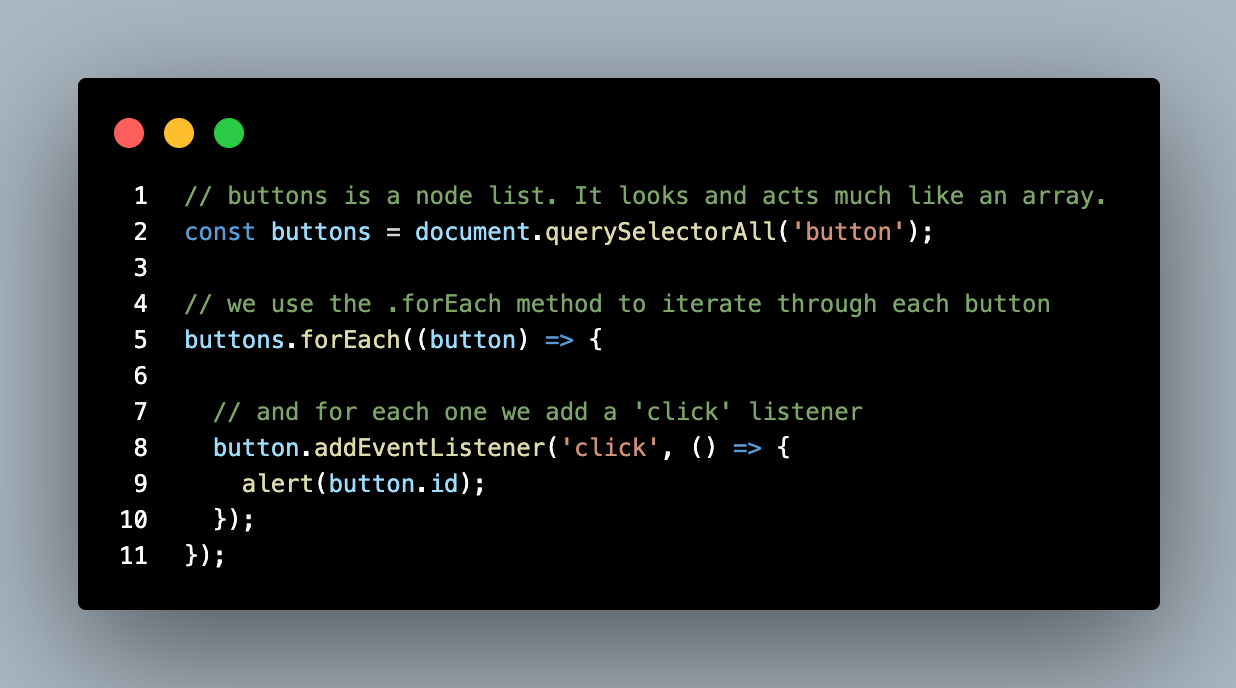 1 // buttons is a node list. It looks and acts much like an array.
2 const buttons = document.querySelectorAll('button');
3
4 // we use the .forEach method to iterate through each button
5 buttons.forEach((button) => {
6
7   // and for each one we add a 'click' listener
8   button.addEventListener('click', () => {
9     alert(button.id);
10   });
11 });